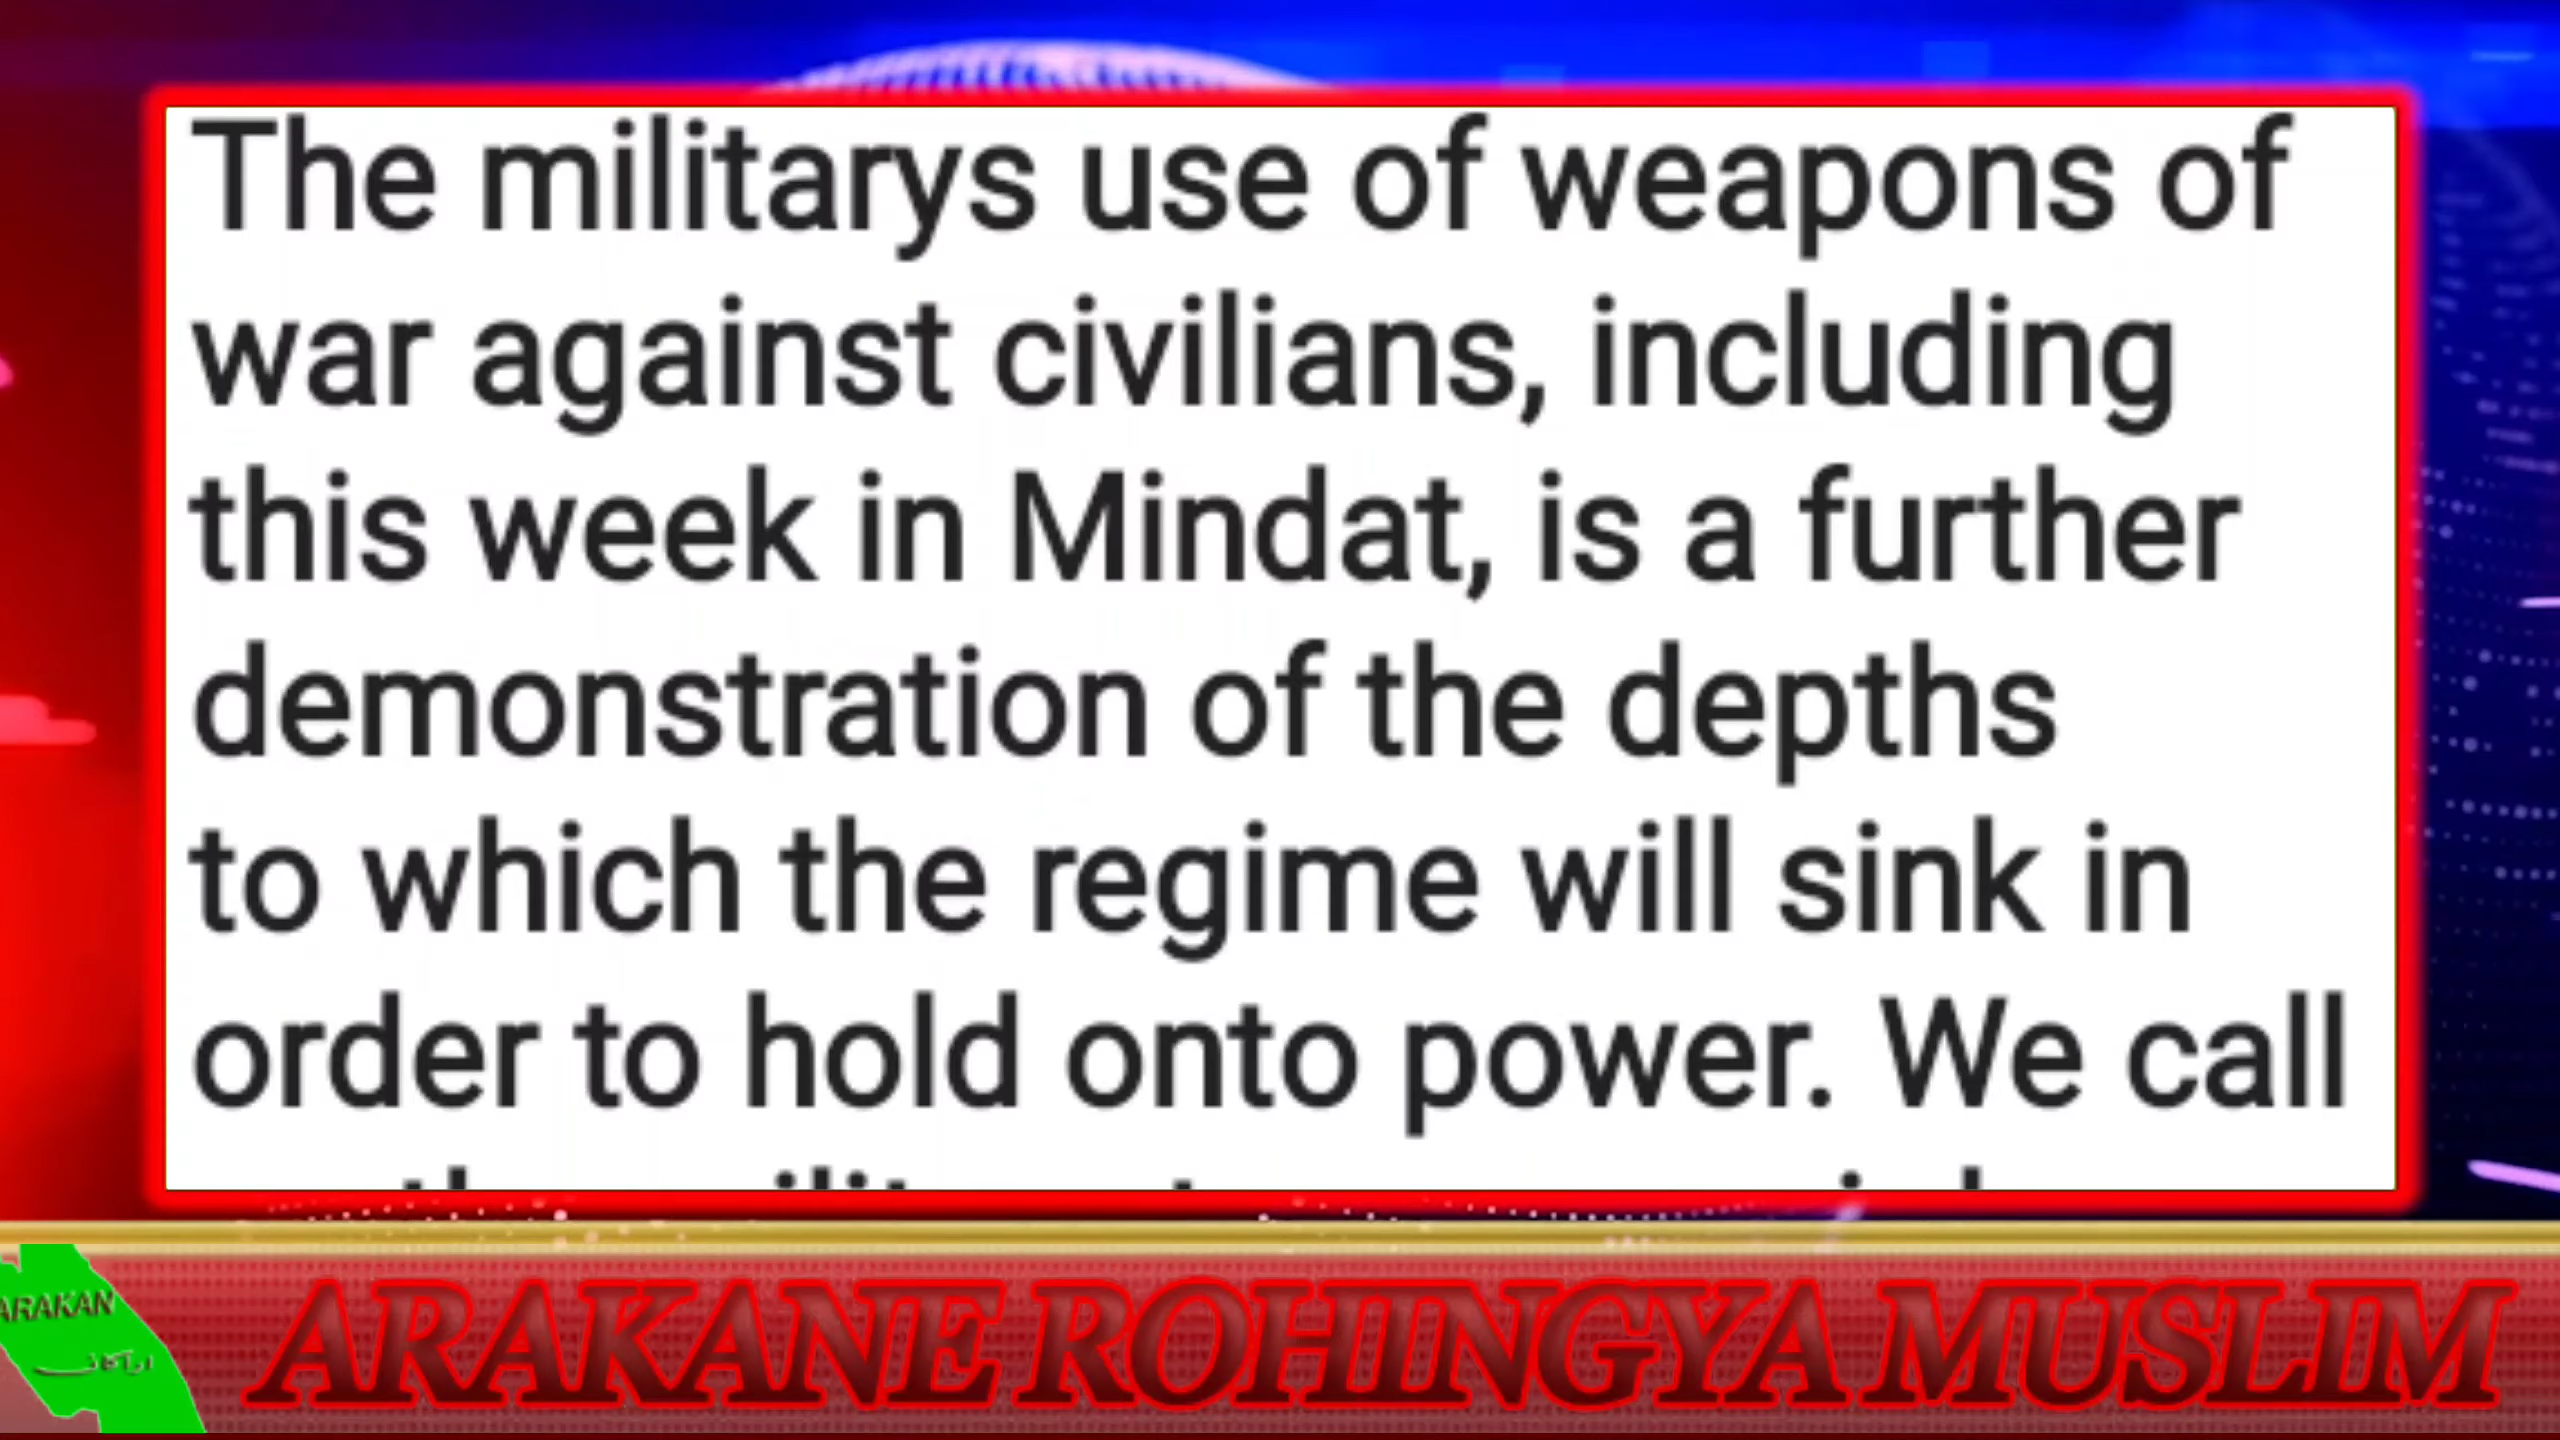 The militarys use of weapons of
war against civilians, including
this week in Mindat, is a further
demonstration of the depths
to which the regime will sink in
order to hold onto power. We call
ARAKAN
ARAKANE ROHINGYA MUSLIM